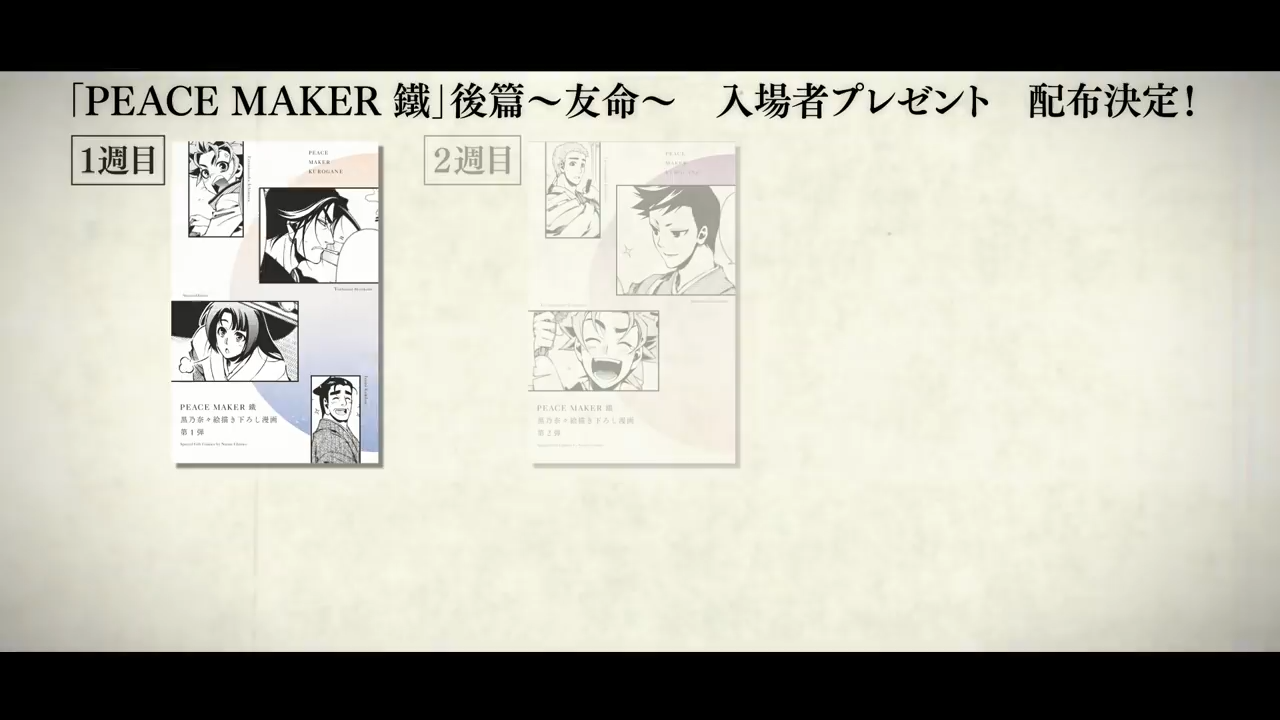 「PEACE MAKER 鐵」後篇〜友命〜　入場者プレゼント　配布決定！
1週目
PEACE
MAKER
KUROGANE
PEACE MAKER 鐵
黒乃奈々絵描き下ろし漫画
第1弾
2週目
PEACE
MAKER
PEACE MAKER 鐵
黒乃奈々絵描き下ろし漫画
第2弾